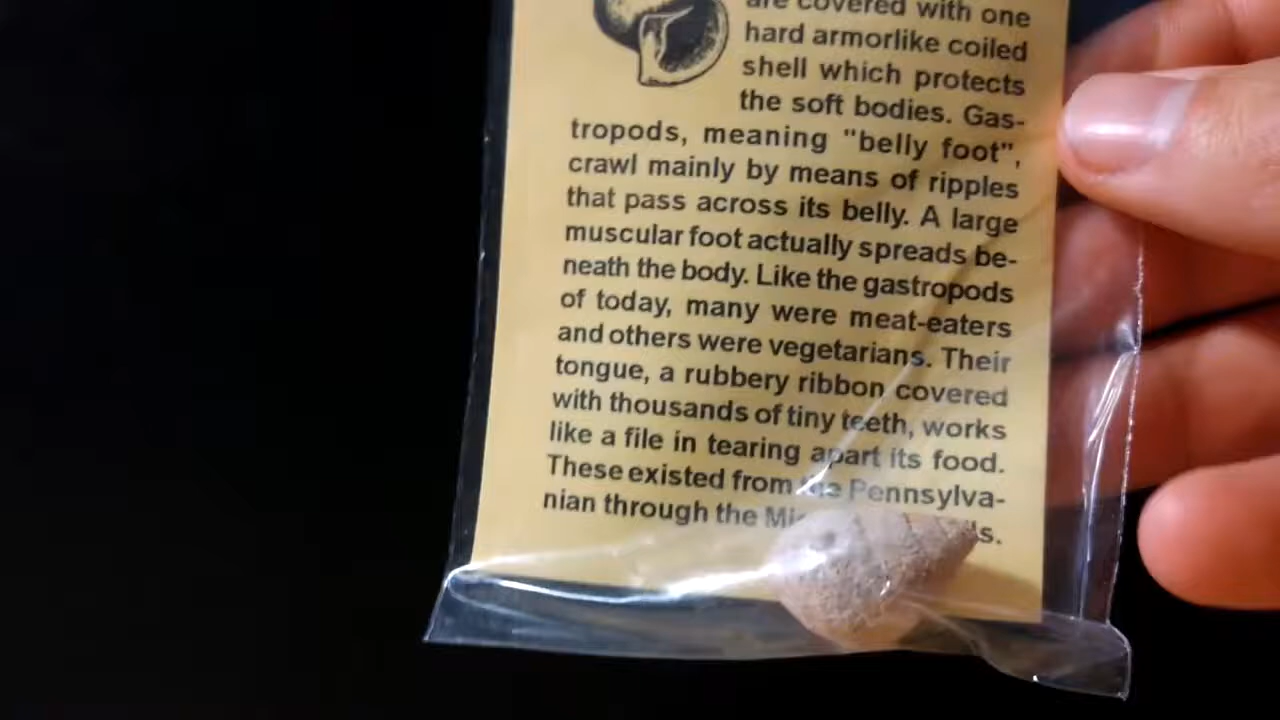 are covered with one
hard armorlike coiled
shell which protects
the soft bodies. Gas-
tropods, meaning "belly foot",
crawl mainly by means of ripples
that pass across its belly. A large
muscular foot actually spreads be-
neath the body. Like the gastropods
of today, many were meat-eaters
and others were vegetarians. Their
tongue, a rubbery ribbon covered
with thousands of tiny teeth, works
like a file in tearing apart its food.
These existed from the Pennsylva-
nian through the